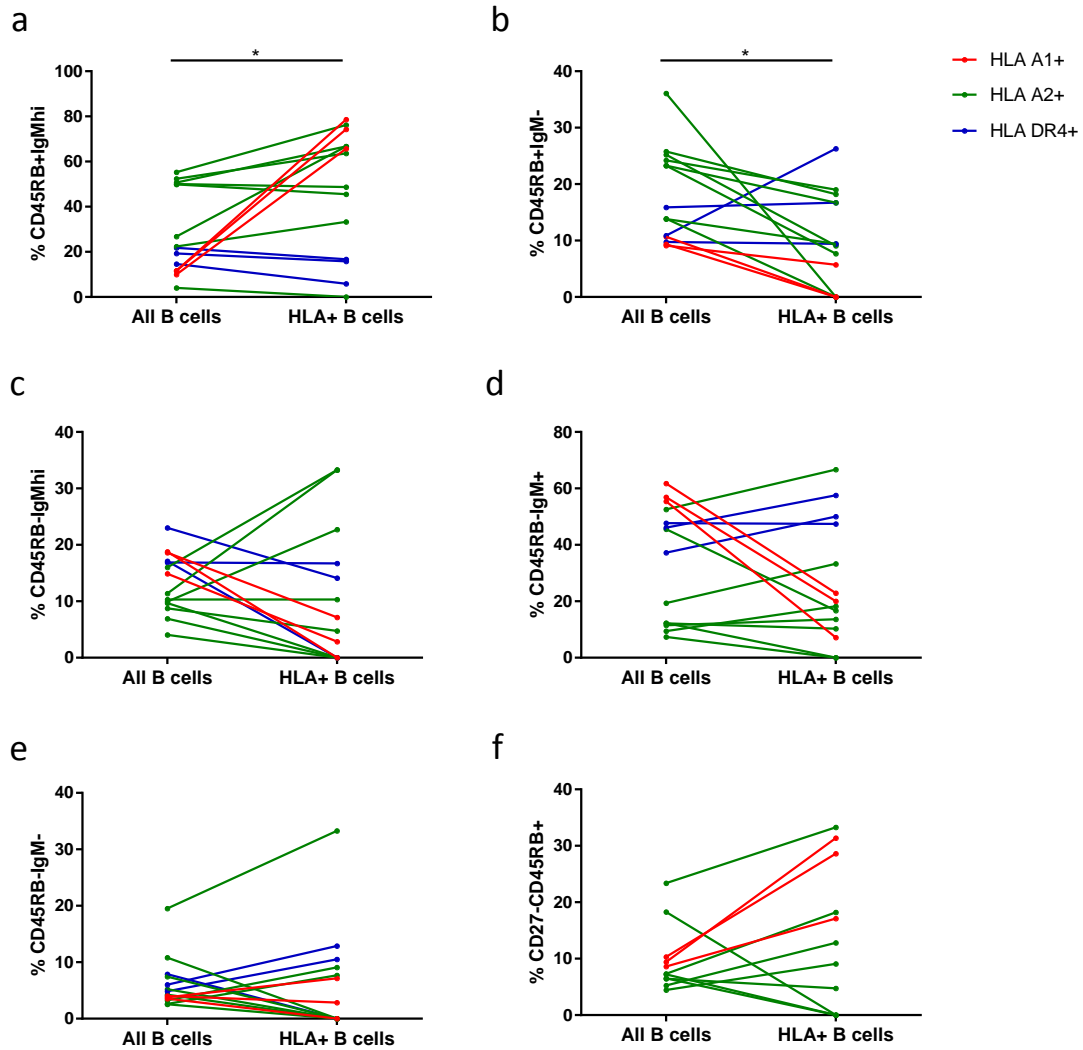 a
*
% CD45RB+IgMhi
100
80
60
40
20
0
All B cells
HLA+ B cells
b
*
% CD45RB+IgM-
40
30
20
10
0
All B cells
HLA+ B cells
HLA A1+
HLA A2+
HLA DR4+
c
% CD45RB-IgMhi
40
30
20
10
0
All B cells
HLA+ B cells
d
% CD45RB-IgM+
80
60
40
20
0
All B cells
HLA+ B cells
e
% CD45RB-IgM-
40
30
20
10
0
All B cells
HLA+ B cells
f
% CD27-CD45RB+
40
30
20
10
0
All B cells
HLA+ B cells